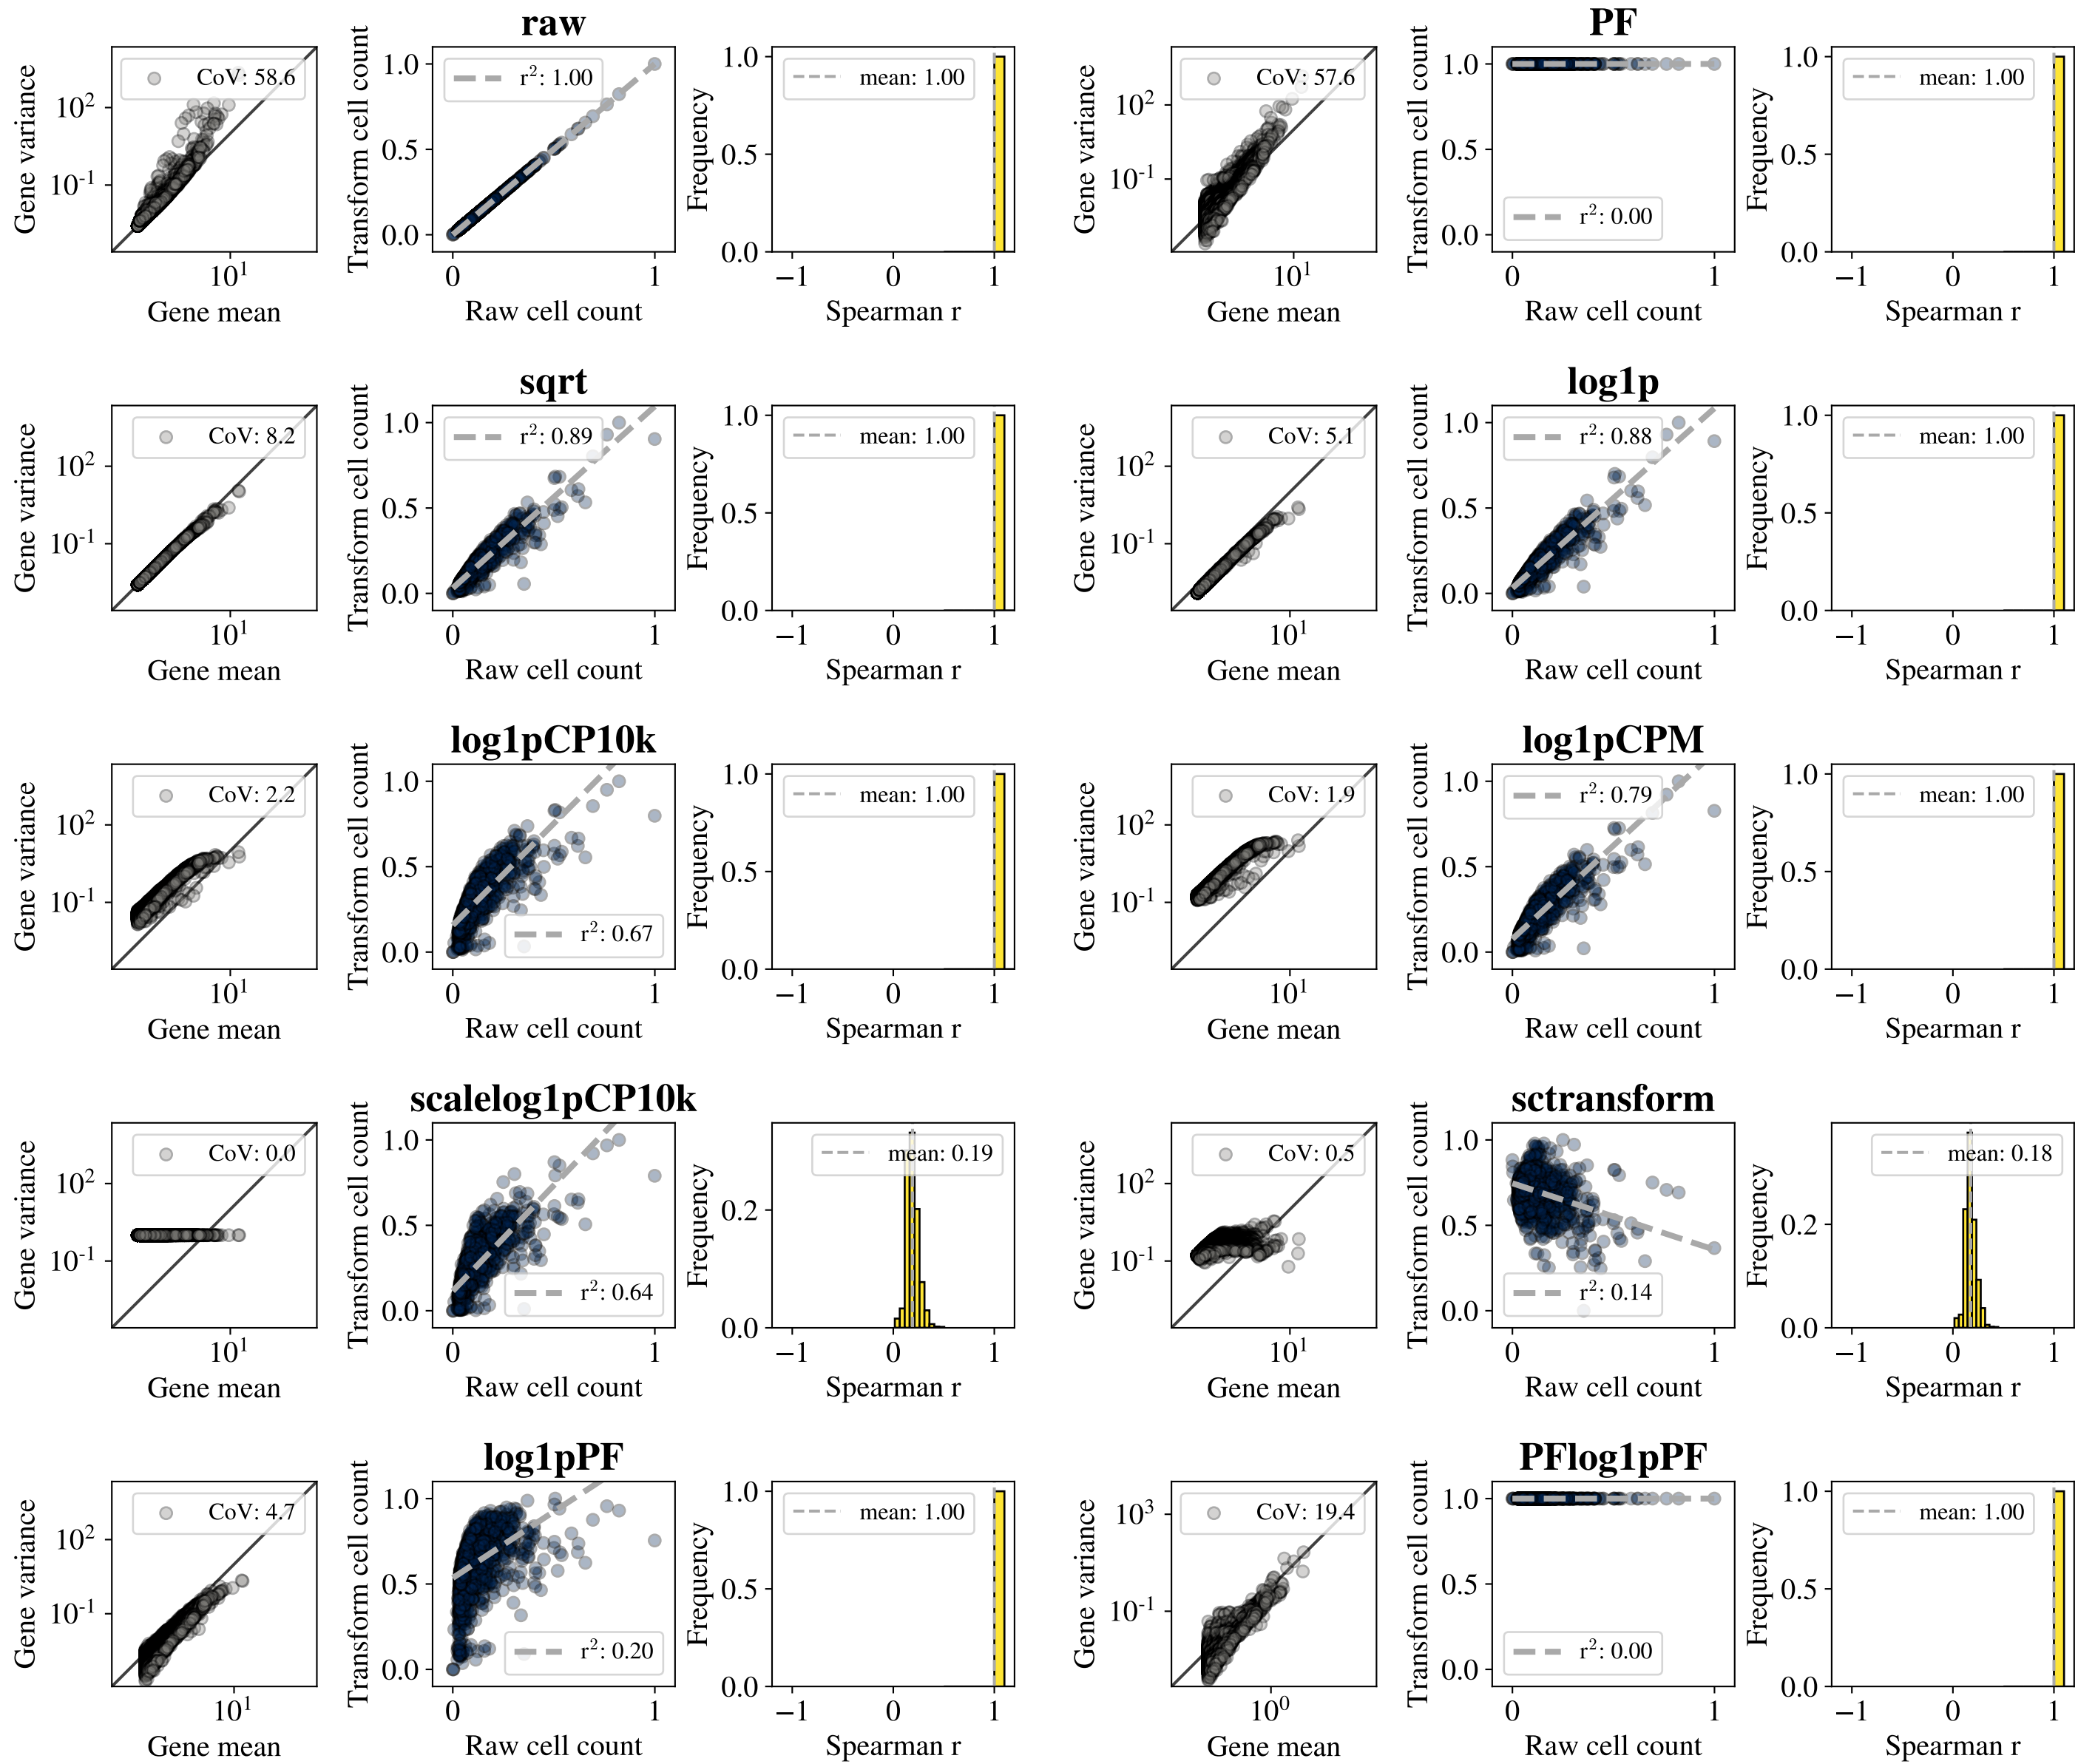 raw
Gene variance
10²
10⁻¹
CoV: 58.6
10¹
Gene mean
Transform cell count
1.0
0.5
0.0
r²: 1.00
0
1
Raw cell count
Frequency
1.0
0.5
0.0
mean: 1.00
−1
0
1
Spearman r
PF
Gene variance
10²
10⁻¹
CoV: 57.6
10¹
Gene mean
Transform cell count
1.0
0.5
0.0
r²: 0.00
0
1
Raw cell count
Frequency
1.0
0.5
0.0
mean: 1.00
−1
0
1
Spearman r
sqrt
Gene variance
10²
10⁻¹
CoV: 8.2
10¹
Gene mean
Transform cell count
1.0
0.5
0.0
r²: 0.89
0
1
Raw cell count
Frequency
1.0
0.5
0.0
mean: 1.00
−1
0
1
Spearman r
log1p
Gene variance
10²
10⁻¹
CoV: 5.1
10¹
Gene mean
Transform cell count
1.0
0.5
0.0
r²: 0.88
0
1
Raw cell count
Frequency
1.0
0.5
0.0
mean: 1.00
−1
0
1
Spearman r
log1pCP10k
Gene variance
10²
10⁻¹
CoV: 2.2
10¹
Gene mean
Transform cell count
1.0
0.5
0.0
r²: 0.67
0
1
Raw cell count
Frequency
1.0
0.5
0.0
mean: 1.00
−1
0
1
Spearman r
log1pCPM
Gene variance
10²
10⁻¹
CoV: 1.9
10¹
Gene mean
Transform cell count
1.0
0.5
0.0
r²: 0.79
0
1
Raw cell count
Frequency
1.0
0.5
0.0
mean: 1.00
−1
0
1
Spearman r
scalelog1pCP10k
Gene variance
10²
10⁻¹
CoV: 0.0
10¹
Gene mean
Transform cell count
1.0
0.5
0.0
r²: 0.64
0
1
Raw cell count
Frequency
0.2
0.0
mean: 0.19
−1
0
1
Spearman r
sctransform
Gene variance
10²
10⁻¹
CoV: 0.5
10¹
Gene mean
Transform cell count
1.0
0.5
0.0
r²: 0.14
0
1
Raw cell count
Frequency
0.2
0.0
mean: 0.18
−1
0
1
Spearman r
log1pPF
Gene variance
10²
10⁻¹
CoV: 4.7
10¹
Gene mean
Transform cell count
1.0
0.5
0.0
r²: 0.20
0
1
Raw cell count
Frequency
1.0
0.5
0.0
mean: 1.00
−1
0
1
Spearman r
PFlog1pPF
Gene variance
10³
10⁻¹
CoV: 19.4
10⁰
Gene mean
Transform cell count
1.0
0.5
0.0
r²: 0.00
0
1
Raw cell count
Frequency
1.0
0.5
0.0
mean: 1.00
−1
0
1
Spearman r